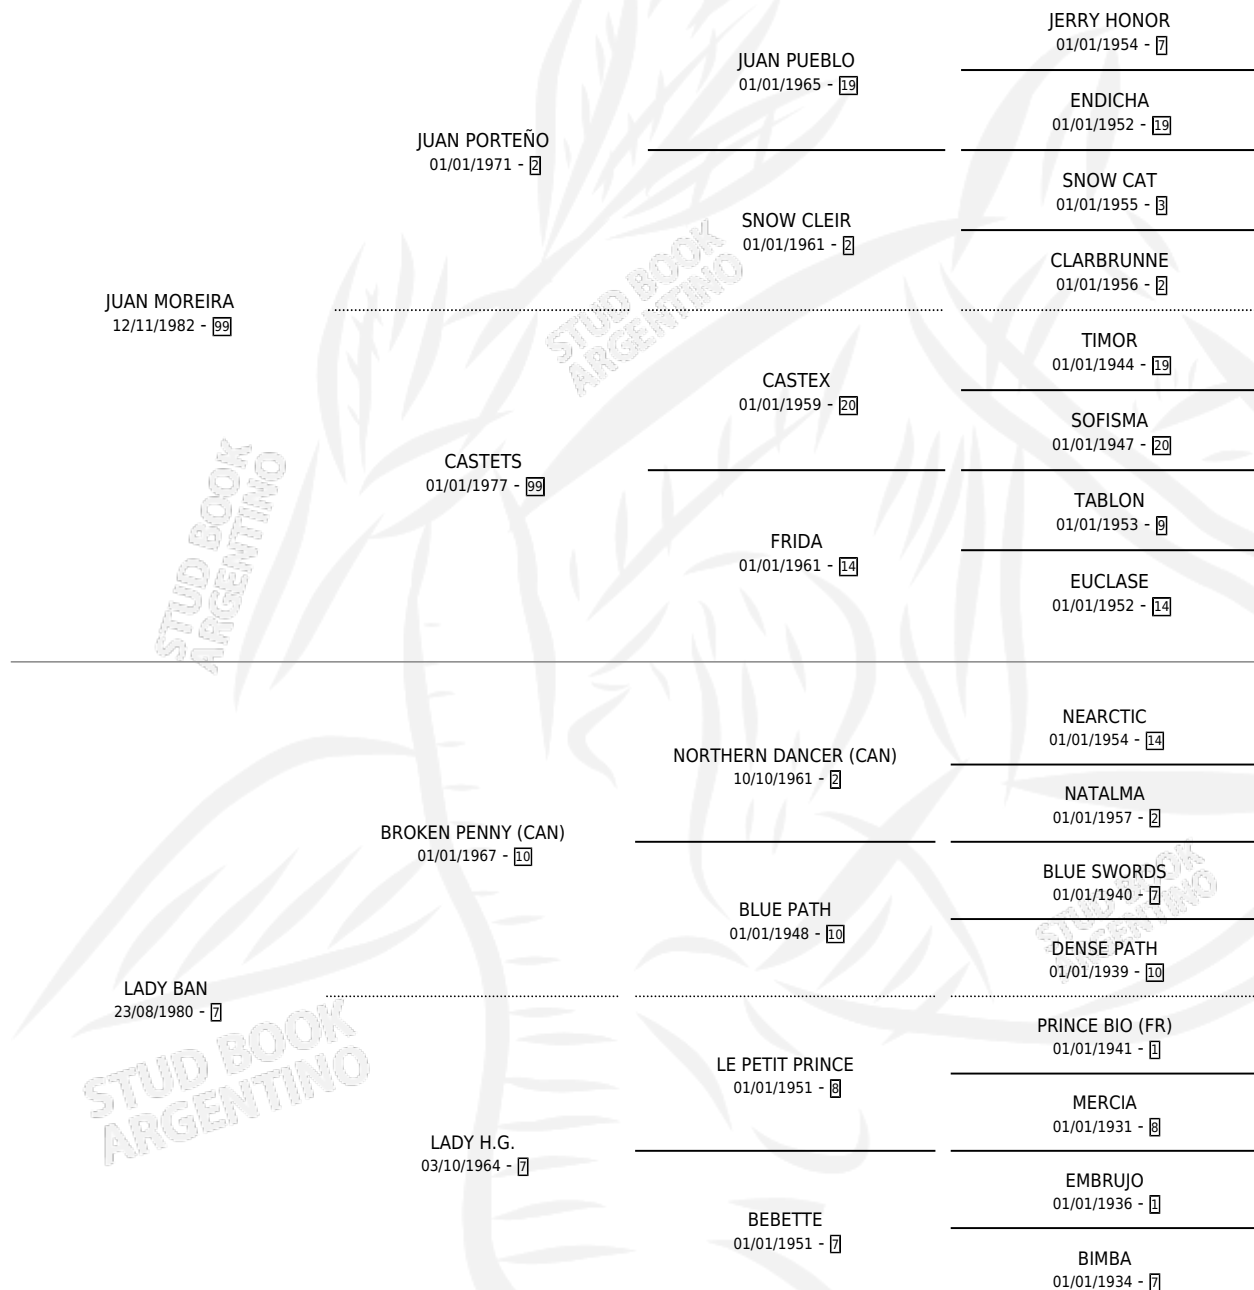 JERRY HONOR
01/01/1954 - 7
JUAN PUEBLO
01/01/1965 - 19
ENDICHA
01/01/1952 - 19
JUAN PORTEÑO
01/01/1971 - 2
SNOW CAT
01/01/1955 - 3
SNOW CLEIR
01/01/1961 - 2
CLARBRUNNE
01/01/1956 - 2
JUAN MOREIRA
12/11/1982 - 99
STUD BOOK
ARGENTINO
TIMOR
01/01/1944 - 19
CASTEX
01/01/1959 - 20
SOFISMA
01/01/1947 - 20
CASTETS
01/01/1977 - 99
TABLON
01/01/1953 - 9
FRIDA
01/01/1961 - 14
EUCLASE
01/01/1952 - 14
STUD BOOK
ARGENTINO
NEARCTIC
01/01/1954 - 14
NORTHERN DANCER (CAN)
10/10/1961 - 2
NATALMA
01/01/1957 - 2
BROKEN PENNY (CAN)
01/01/1967 - 10
BLUE SWORDS
01/01/1940 - 7
BLUE PATH
01/01/1948 - 10
STUD BOOK
ARGENTINO
DENSE PATH
01/01/1939 - 10
LADY BAN
23/08/1980 - 7
STUD BOOK
ARGENTINO
PRINCE BIO (FR)
01/01/1941 - 1
LE PETIT PRINCE
01/01/1951 - 8
MERCIA
01/01/1931 - 8
LADY H.G.
03/10/1964 - 7
EMBRUJO
01/01/1936 - 1
BEBETTE
01/01/1951 - 7
BIMBA
01/01/1934 - 7